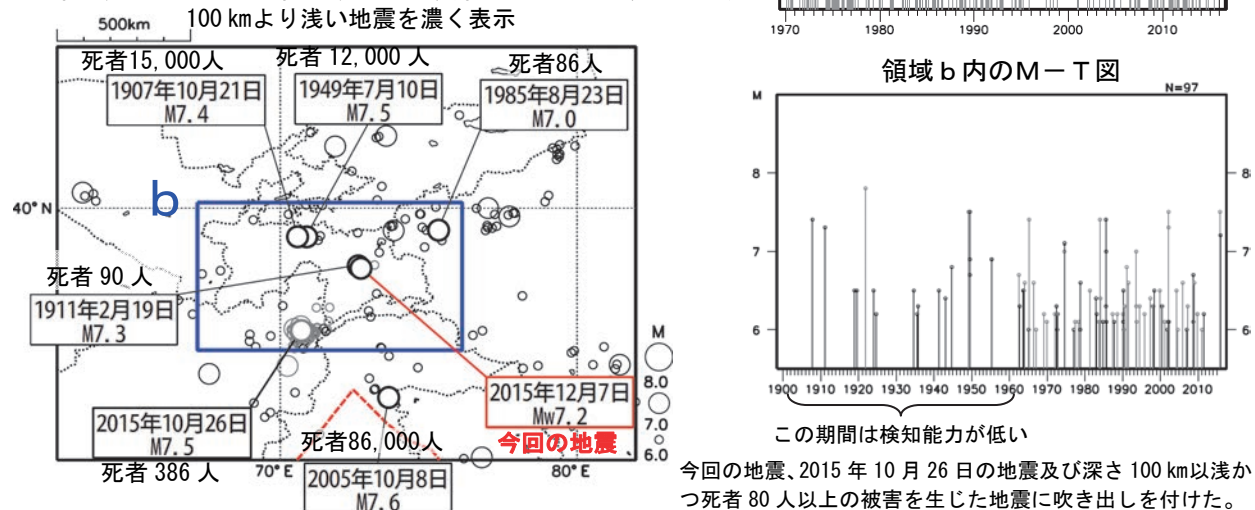 100 kmより浅い地震を濃く表示
500km
死者15,000人
死者 12,000 人
死者86人
1907年10月21日
M7.4
1949年7月10日
M7.5
1985年8月23日
M7.0
40°N
b
死者 90 人
1911年2月19日
M7.3
2015年10月26日
M7.5
死者 386 人
2015年12月7日
Mw7.2
今回の地震
死者86,000人
2005年10月8日
M7.6
70°E
80°E
M
8.0
7.0
6.0
1970
1980
1990
2000
2010
領域b内のM-T図
M
N=97
8
7
6
8
7
6
1900
1910
1920
1930
1940
1950
1960
1970
1980
1990
2000
2010
この期間は検知能力が低い
今回の地震、2015 年 10 月 26 日の地震及び深さ 100 km以浅か
つ死者 80 人以上の被害を生じた地震に吹き出しを付けた。